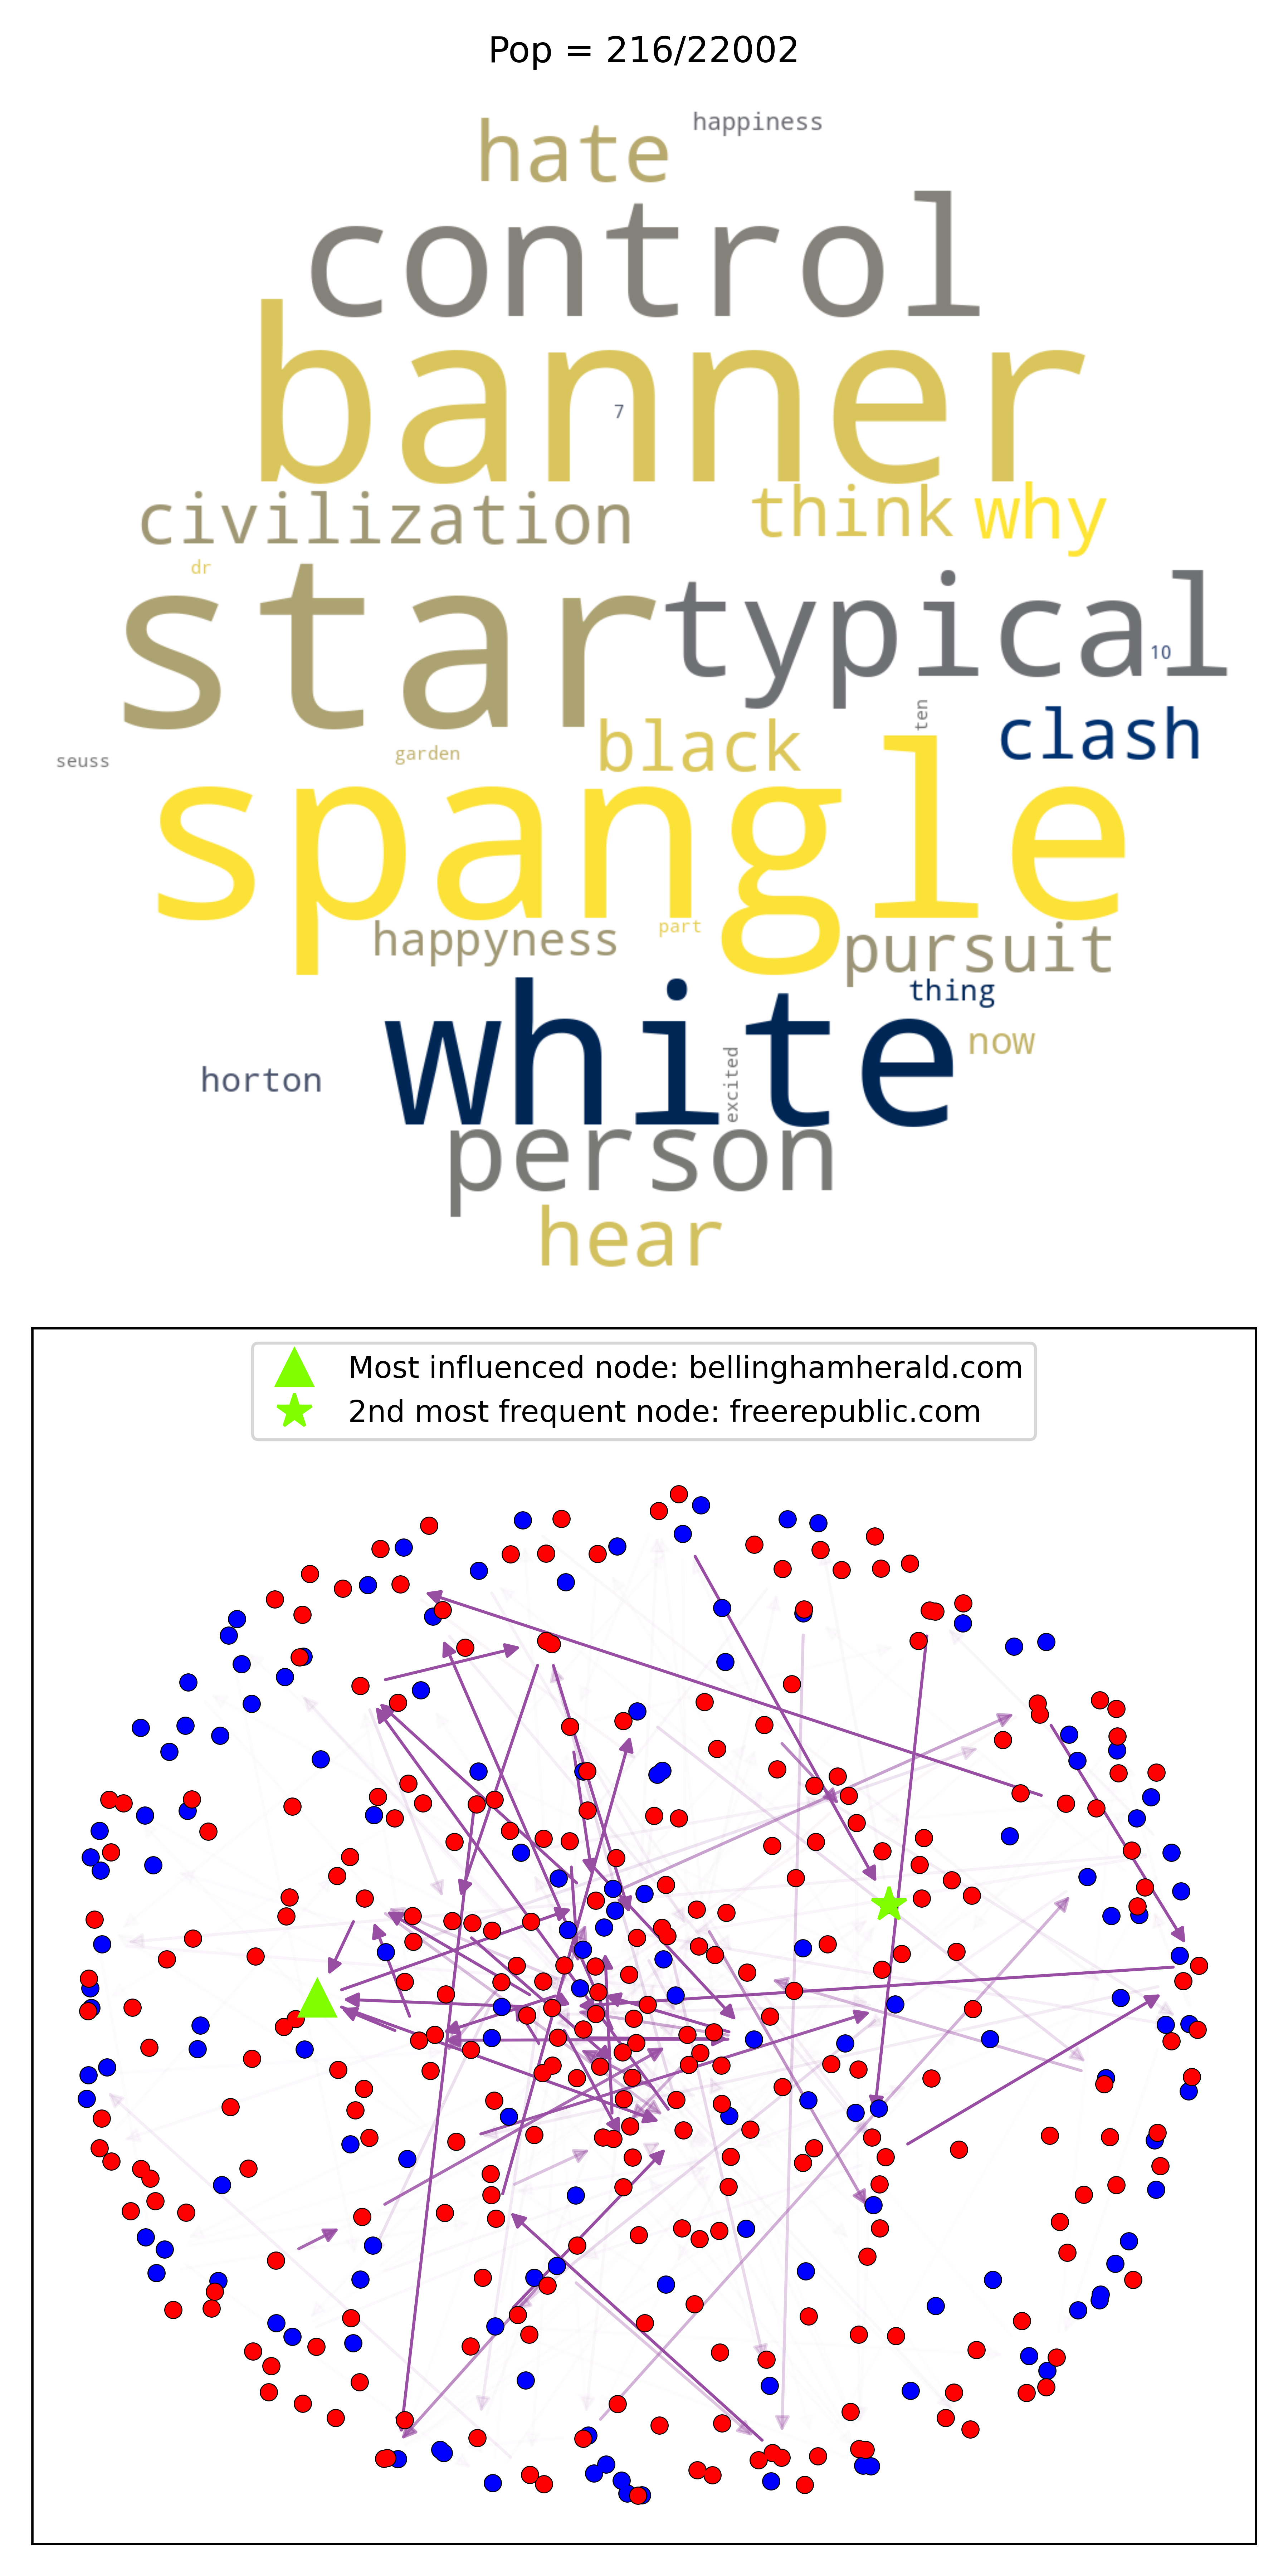 Pop = 216/22002
happiness
hate
control
banner
7
civilization
think why
dr
star
typical
10
ten
clash
black
garden
seuss
spangle
part
happyness
pursuit
thing
white
now
horton
excited
person
hear
Most influenced node: bellinghamherald.com
2nd most frequent node: freerepublic.com